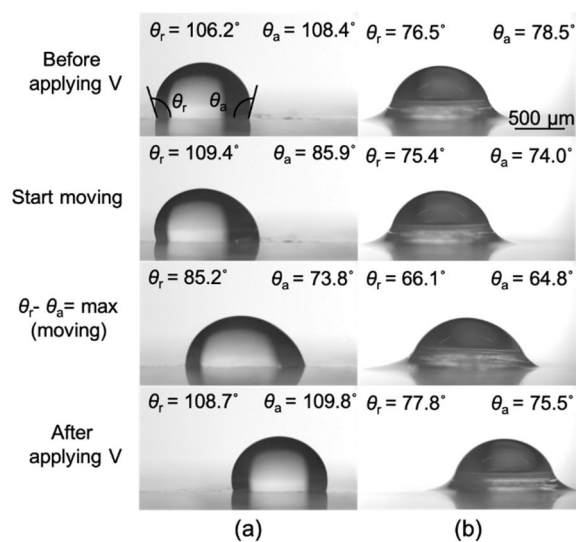 θr = 106.2° θa = 108.4° θr = 76.5° θa = 78.5°
Before
applying V
θr θa
500 µm
θr = 109.4° θa = 85.9° θr = 75.4° θa = 74.0°
Start moving
θr = 85.2° θa = 73.8° θr = 66.1° θa = 64.8°
θr- θa= max
(moving)
θr = 108.7° θa = 109.8° θr = 77.8° θa = 75.5°
After
applying V
(a) (b)